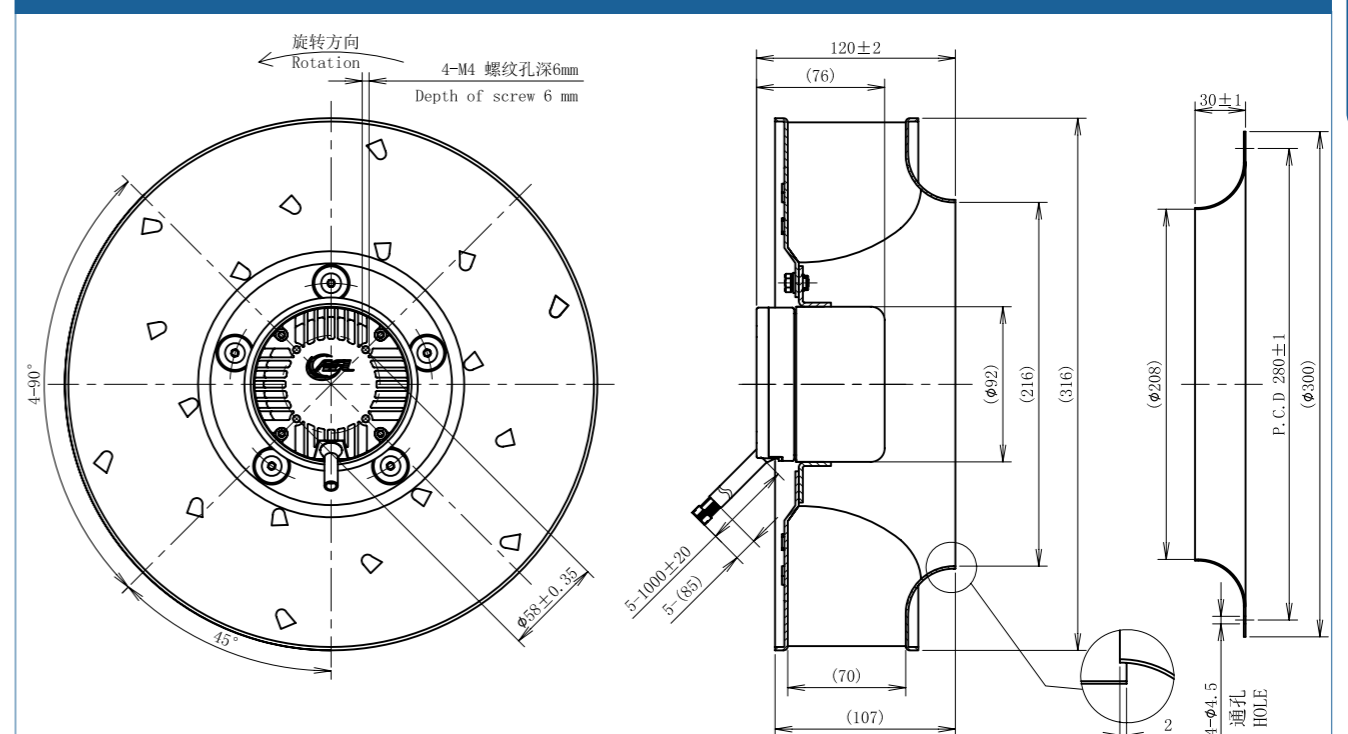 旋转方向
Rotation
4-M4 螺纹孔深6mm
Depth of screw 6 mm
4-90°
45°
ϕ58±0.35
120±2
(76)
(ϕ92)
(216)
(316)
5-1000±20
5-(85)
(70)
(107)
2
30±1
(ϕ208)
P.C.D 280±1
(ϕ300)
4-ϕ4.5
通孔
HOLE